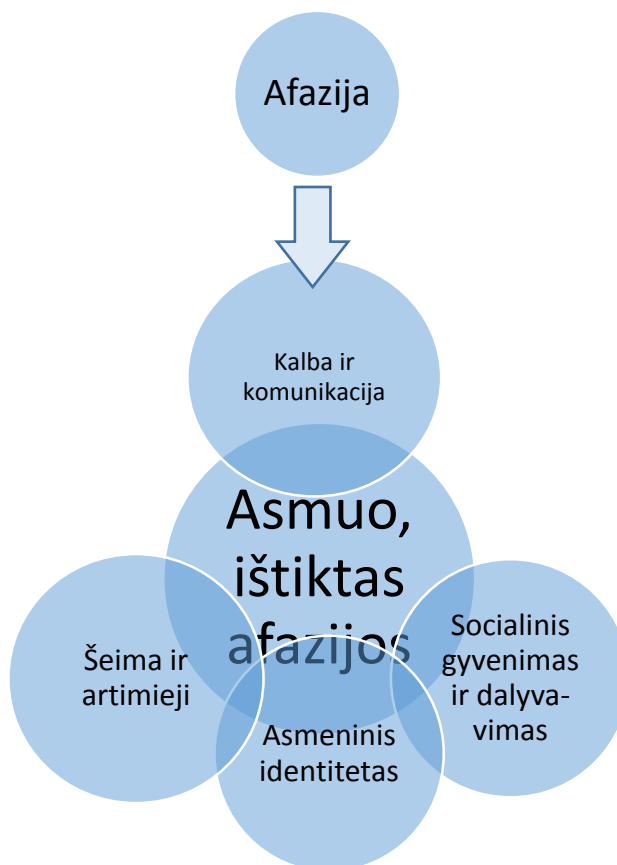 Afazija
Kalba ir
komunikacija
Asmuo,
ištiktas
afazijos
Šeima ir
artimieji
Asmeninis
identitetas
Socialinis
gyvenimas
ir dalyva-
vimas